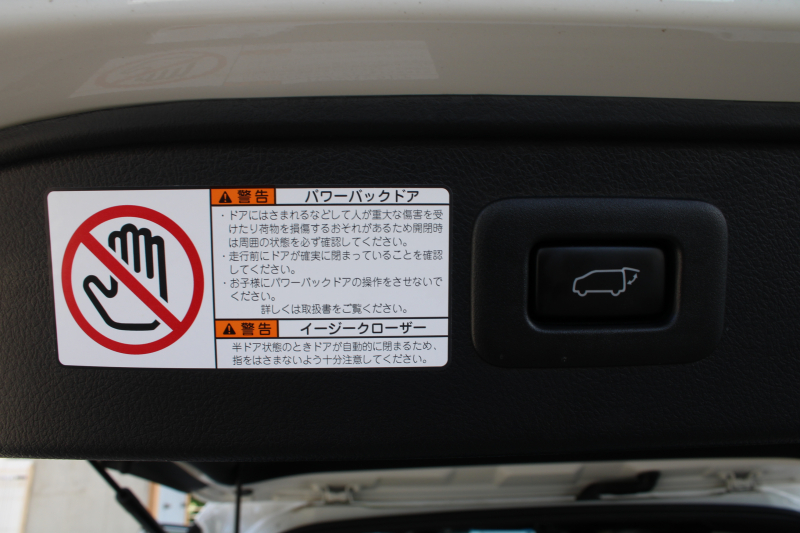 警告 パワーバックドア
・ドアにはさまれるなどして人が重大な傷害を受
けたり荷物を損傷するおそれがあるため開閉時
は周囲の状態を必ず確認してください。
・走行前にドアが確実に閉まっていることを確認
してください。
・お子様にパワーバックドアの操作をさせないで
ください。
詳しくは取扱書をご覧ください。
警告 イージークローザー
半ドア状態のときドアが自動的に閉まるため、
指をはさまないよう十分注意してください。